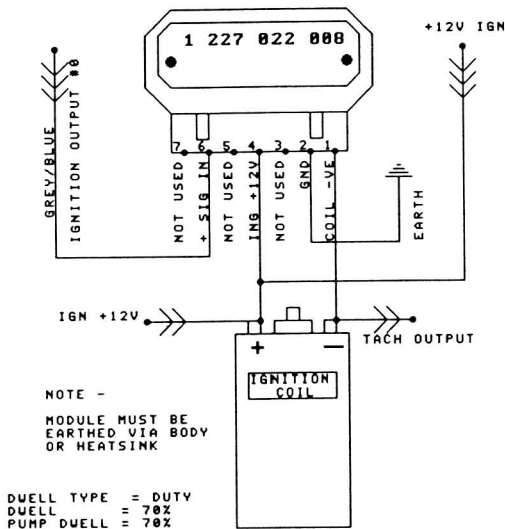 +12V IGN
1 227 022 008
GREY/BLUE
IGNITION OUTPUT #0
7 6 5 4 3 2 1
NOT USED
+ SIG IN
NOT USED
ING +12V
NOT USED
GND
COIL -VE
EARTH
IGN +12V
TACH OUTPUT
+ −
IGNITION
COIL
NOTE -
MODULE MUST BE
EARTHED VIA BODY
OR HEATSINK
DWELL TYPE = DUTY
DWELL = 70%
PUMP DWELL = 70%